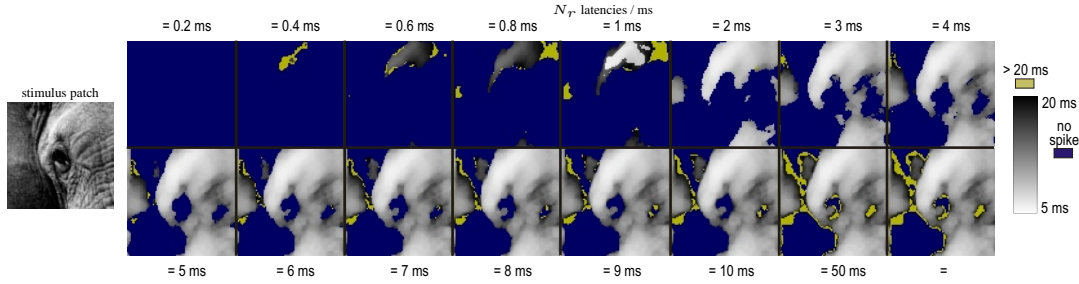 N_r latencies / ms
= 0.2 ms = 0.4 ms = 0.6 ms = 0.8 ms = 1 ms = 2 ms = 3 ms = 4 ms
stimulus patch
> 20 ms
20 ms
no
spike
5 ms
= 5 ms = 6 ms = 7 ms = 8 ms = 9 ms = 10 ms = 50 ms =